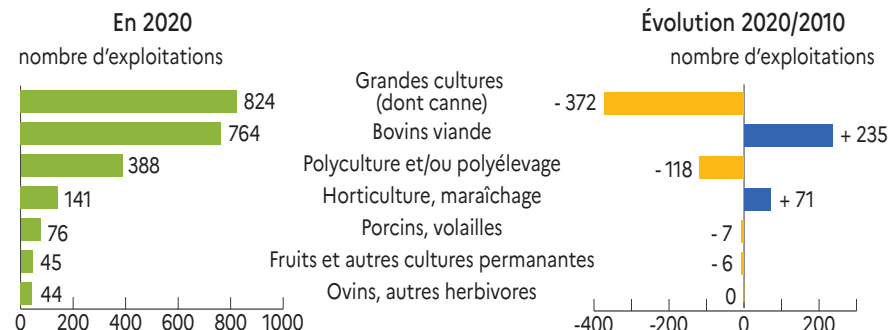 En 2020
nombre d'exploitations
Évolution 2020/2010
nombre d'exploitations
824
Grandes cultures
(dont canne)
- 372
764
Bovins viande
+ 235
388
Polyculture et/ou polyélevage
- 118
141
Horticulture, maraîchage
+ 71
76
Porcins, volailles
- 7
45
Fruits et autres cultures permanantes
- 6
44
Ovins, autres herbivores
0
0 200 400 600 800 1000
-400 -200 0 200